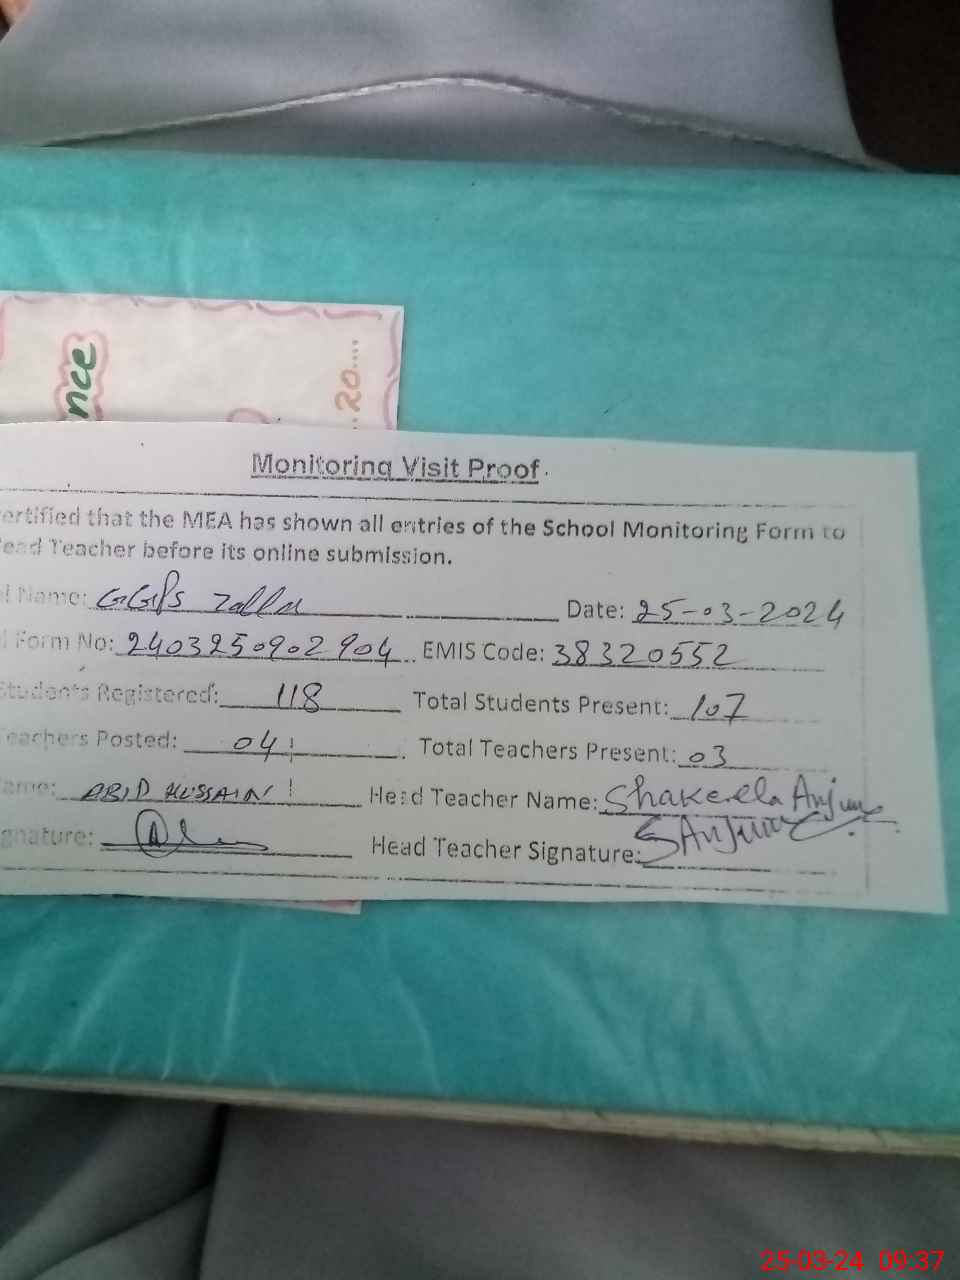 nce
20....
Monitoring Visit Proof.
ertified that the MEA has shown all entries of the School Monitoring Form to
ead Teacher before its online submission.
l Name: GGPS Date: 25-03-2024
l Form No: 2403250902904 EMIS Code: 38320552
Students Registered: 118 Total Students Present: 107
eachers Posted: 04 Total Teachers Present: 03
ame: ABID HUSSAIN Head Teacher Name: Shakeela Anjum
gnature: Head Teacher Signature: SAnjum
25-03-24 09:37